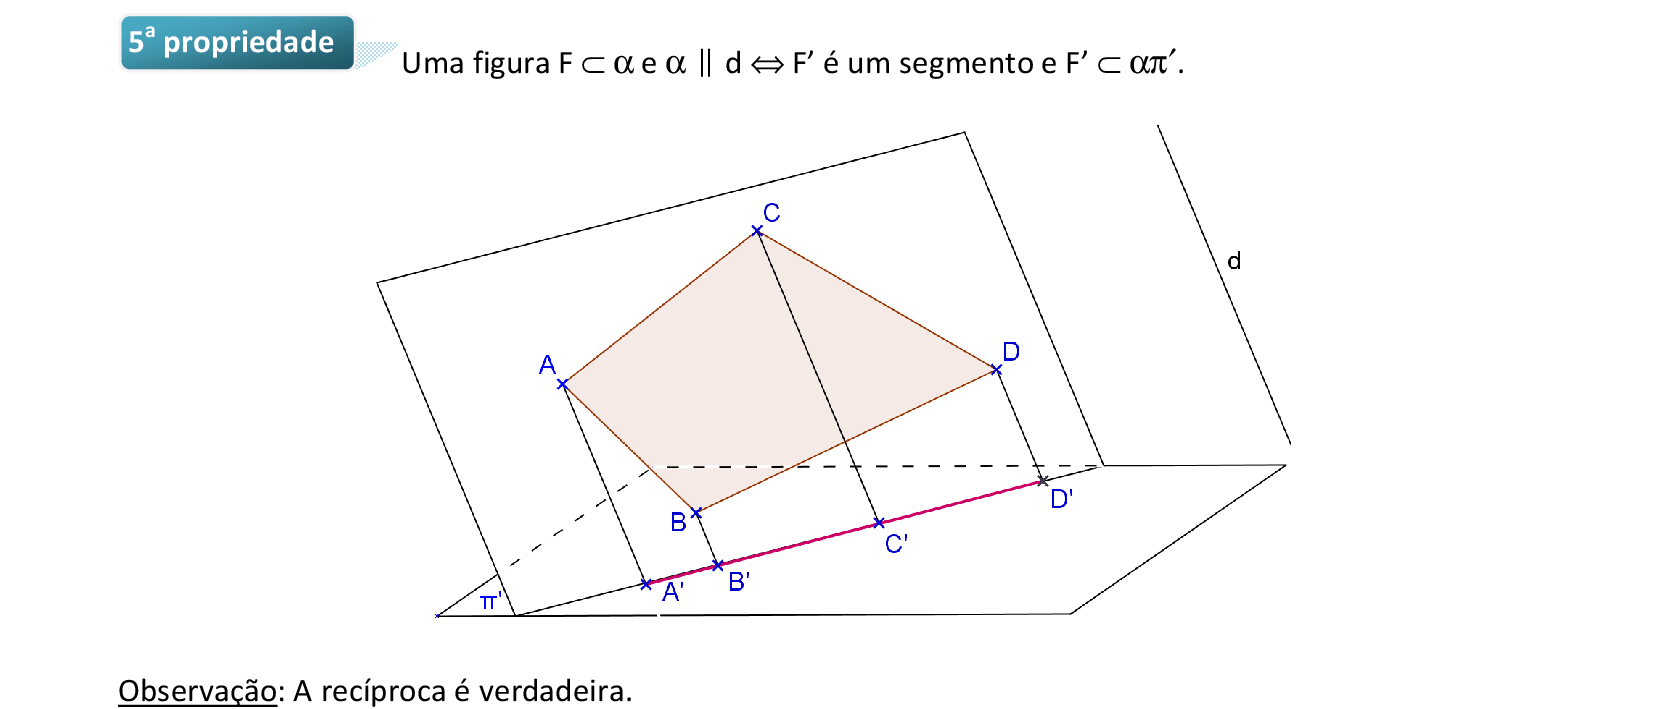 5ª propriedade
Uma figura F ⊂ α e α ∥ d ⇔ F’ é um segmento e F’ ⊂ απ´.
C
d
A
D
B
D'
C'
B'
A'
π'
Observação: A recíproca é verdadeira.